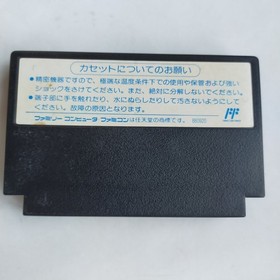 カセットについてのお願い
●精密機器ですので、極端な温度条件下での使用や保管および強い
ショックをさけてください。また、絶対に分解しないでください。
●端子部に手を触れたり、水にぬらしたりして汚さないようにして
ください。故障の原因となります。
ファミリーコンピュータ ファミコンは任天堂の商標です。